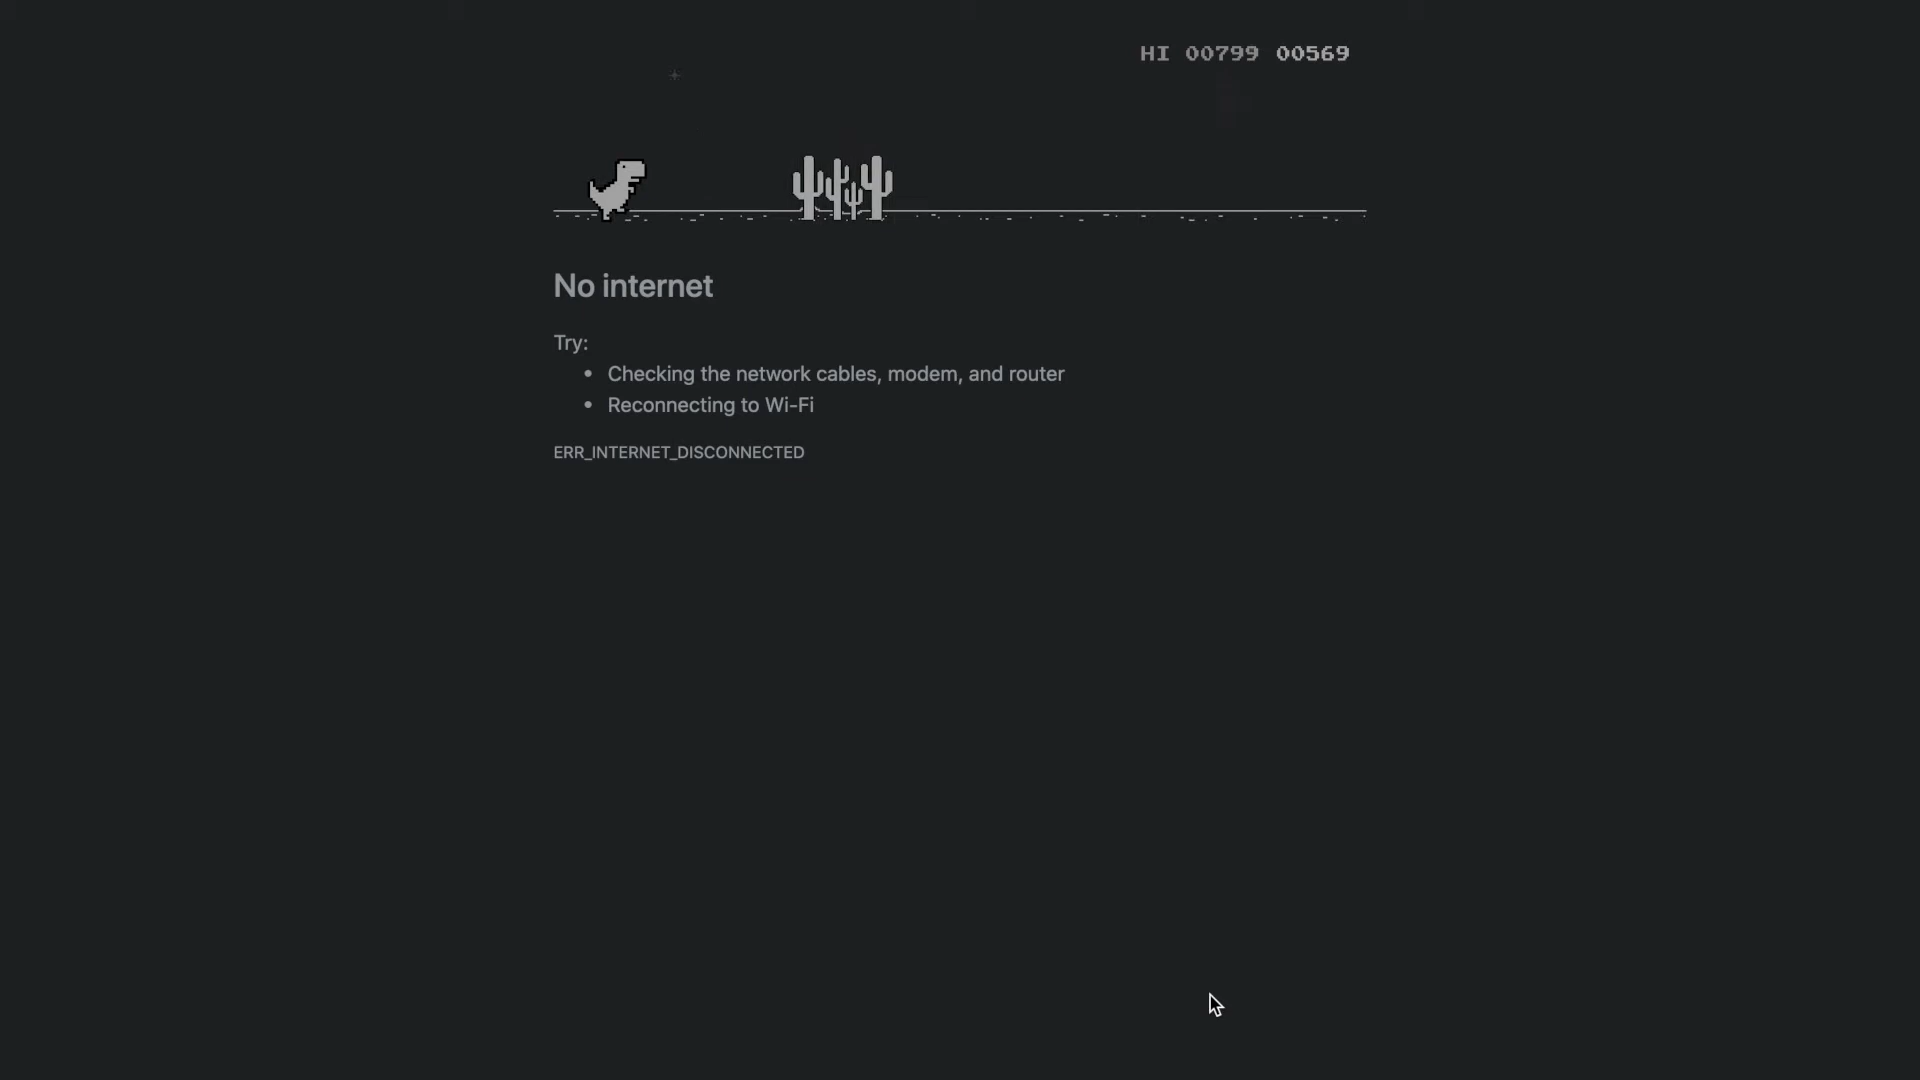 HI 00799 00569
No internet
Try:
• Checking the network cables, modem, and router
• Reconnecting to Wi-Fi
ERR_INTERNET_DISCONNECTED